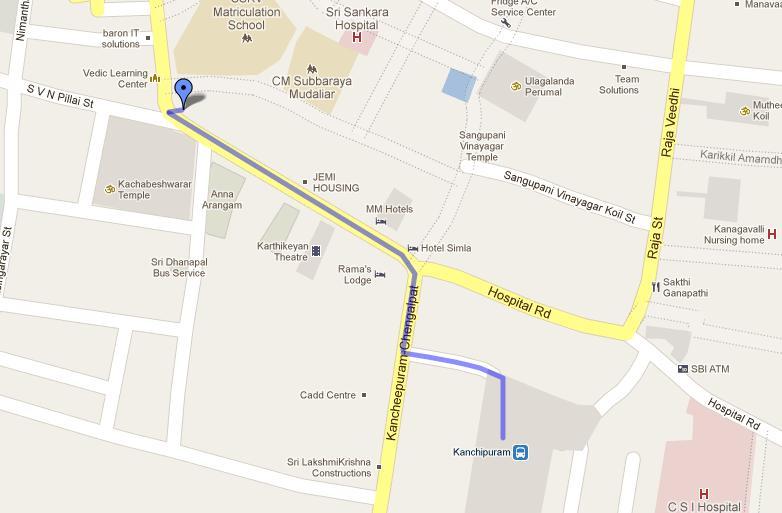 Fridge A/C
Service Center
Manava
Matriculation
School
Sri Sankara
Hospital
H
baron IT
solutions
Nimanth
Vedic Learning
Center
CM Subbaraya
Mudaliar
Ulagalanda
Perumal
Team
Solutions
S V N Pillai St
Raja Veedhi
Muthe
Koil
Sangupani
Vinayagar
Temple
Karikkil Amarndh
JEMI
HOUSING
Kachabeshwarar
Temple
Anna
Arangam
Sangupani Vinayagar Koil St
MM Hotels
Kanagavalli
Nursing home
H
Raja St
Hotel Simla
Karthikeyan
Theatre
Sri Dhanapal
Bus Service
Rama's
Lodge
ingarayar St
Sakthi
Ganapathi
Hospital Rd
Kancheepuram-Chengalpat
SBI ATM
Cadd Centre
Hospital Rd
Kanchipuram
Sri LakshmiKrishna
Constructions
H
C S I Hospital